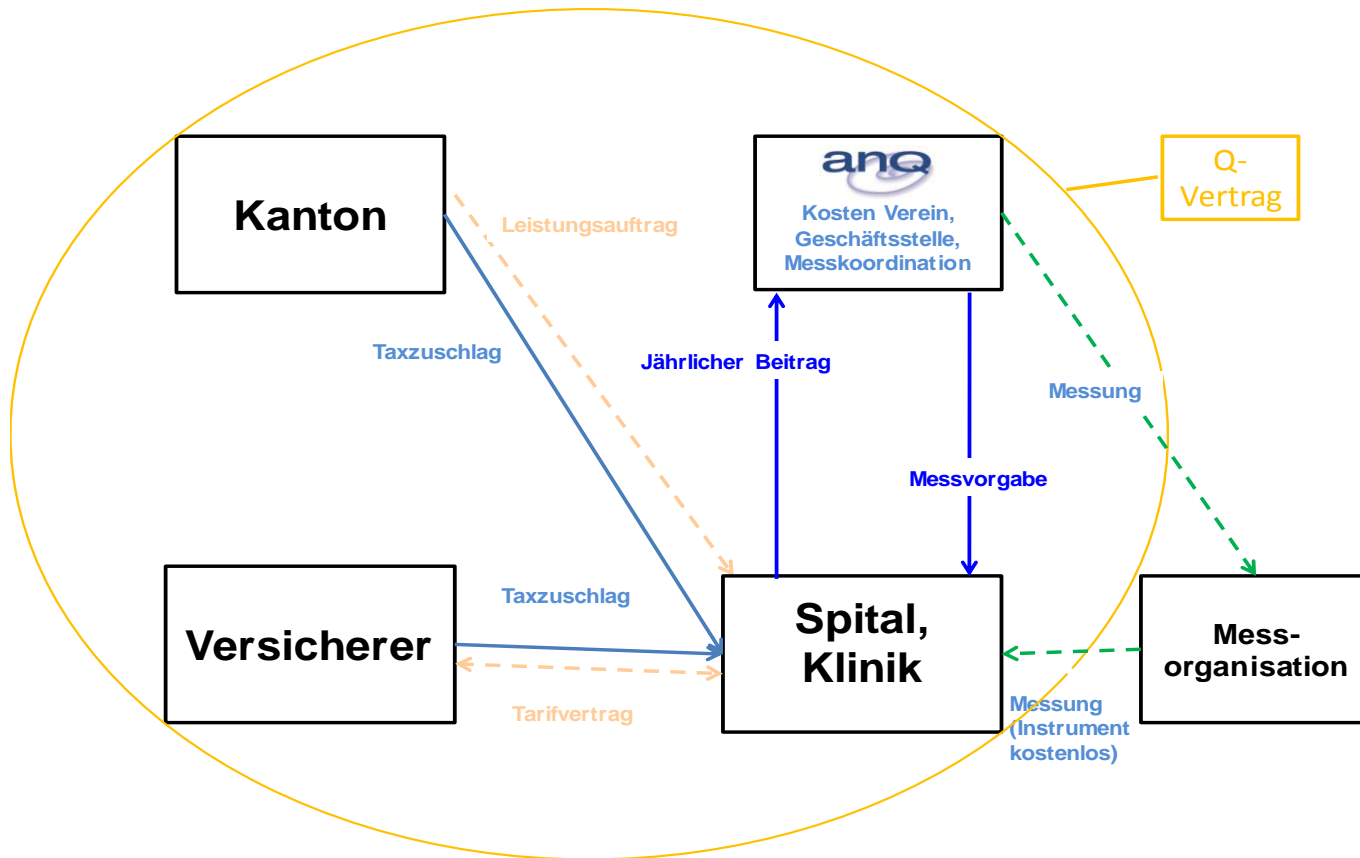 anQ
Kosten Verein,
Geschäftsstelle,
Messkoordination
Q-
Vertrag
Kanton
Leistungsauftrag
Taxzuschlag
Jährlicher Beitrag
Messung
Messvorgabe
Versicherer
Taxzuschlag
Tarifvertrag
Spital,
Klinik
Mess-
organisation
Messung
(Instrument
kostenlos)